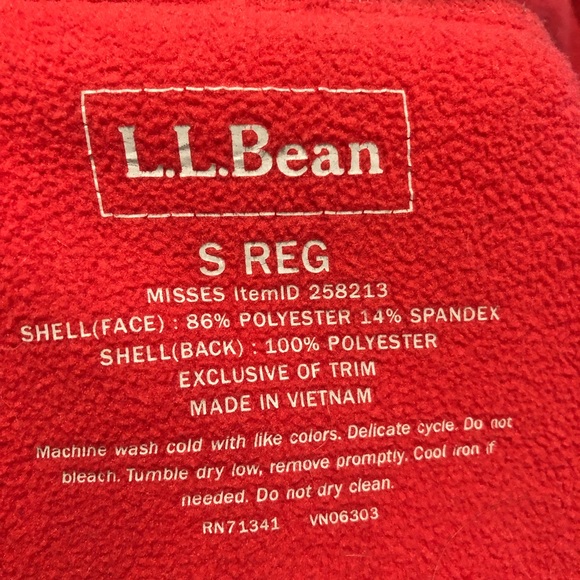 L.L.Bean
S REG
MISSES ItemID 258213
SHELL(FACE) : 86% POLYESTER 14% SPANDEX
SHELL(BACK) : 100% POLYESTER
EXCLUSIVE OF TRIM
MADE IN VIETNAM
Machine wash cold with like colors. Delicate cycle. Do not
bleach. Tumble dry low, remove promptly. Cool iron if
needed. Do not dry clean.
RN71341 VN06303